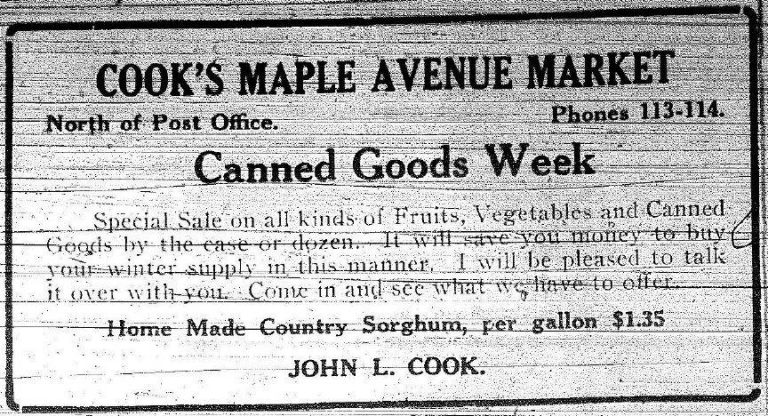 COOK'S MAPLE AVENUE MARKET
North of Post Office. Phones 113-114.
Canned Goods Week
Special Sale on all kinds of Fruits, Vegetables and Canned
Goods by the case or dozen. It will save you money to buy
your winter supply in this manner. I will be pleased to talk
it over with you. Come in and see what we have to offer.
Home Made Country Sorghum, per gallon $1.35
JOHN L. COOK.